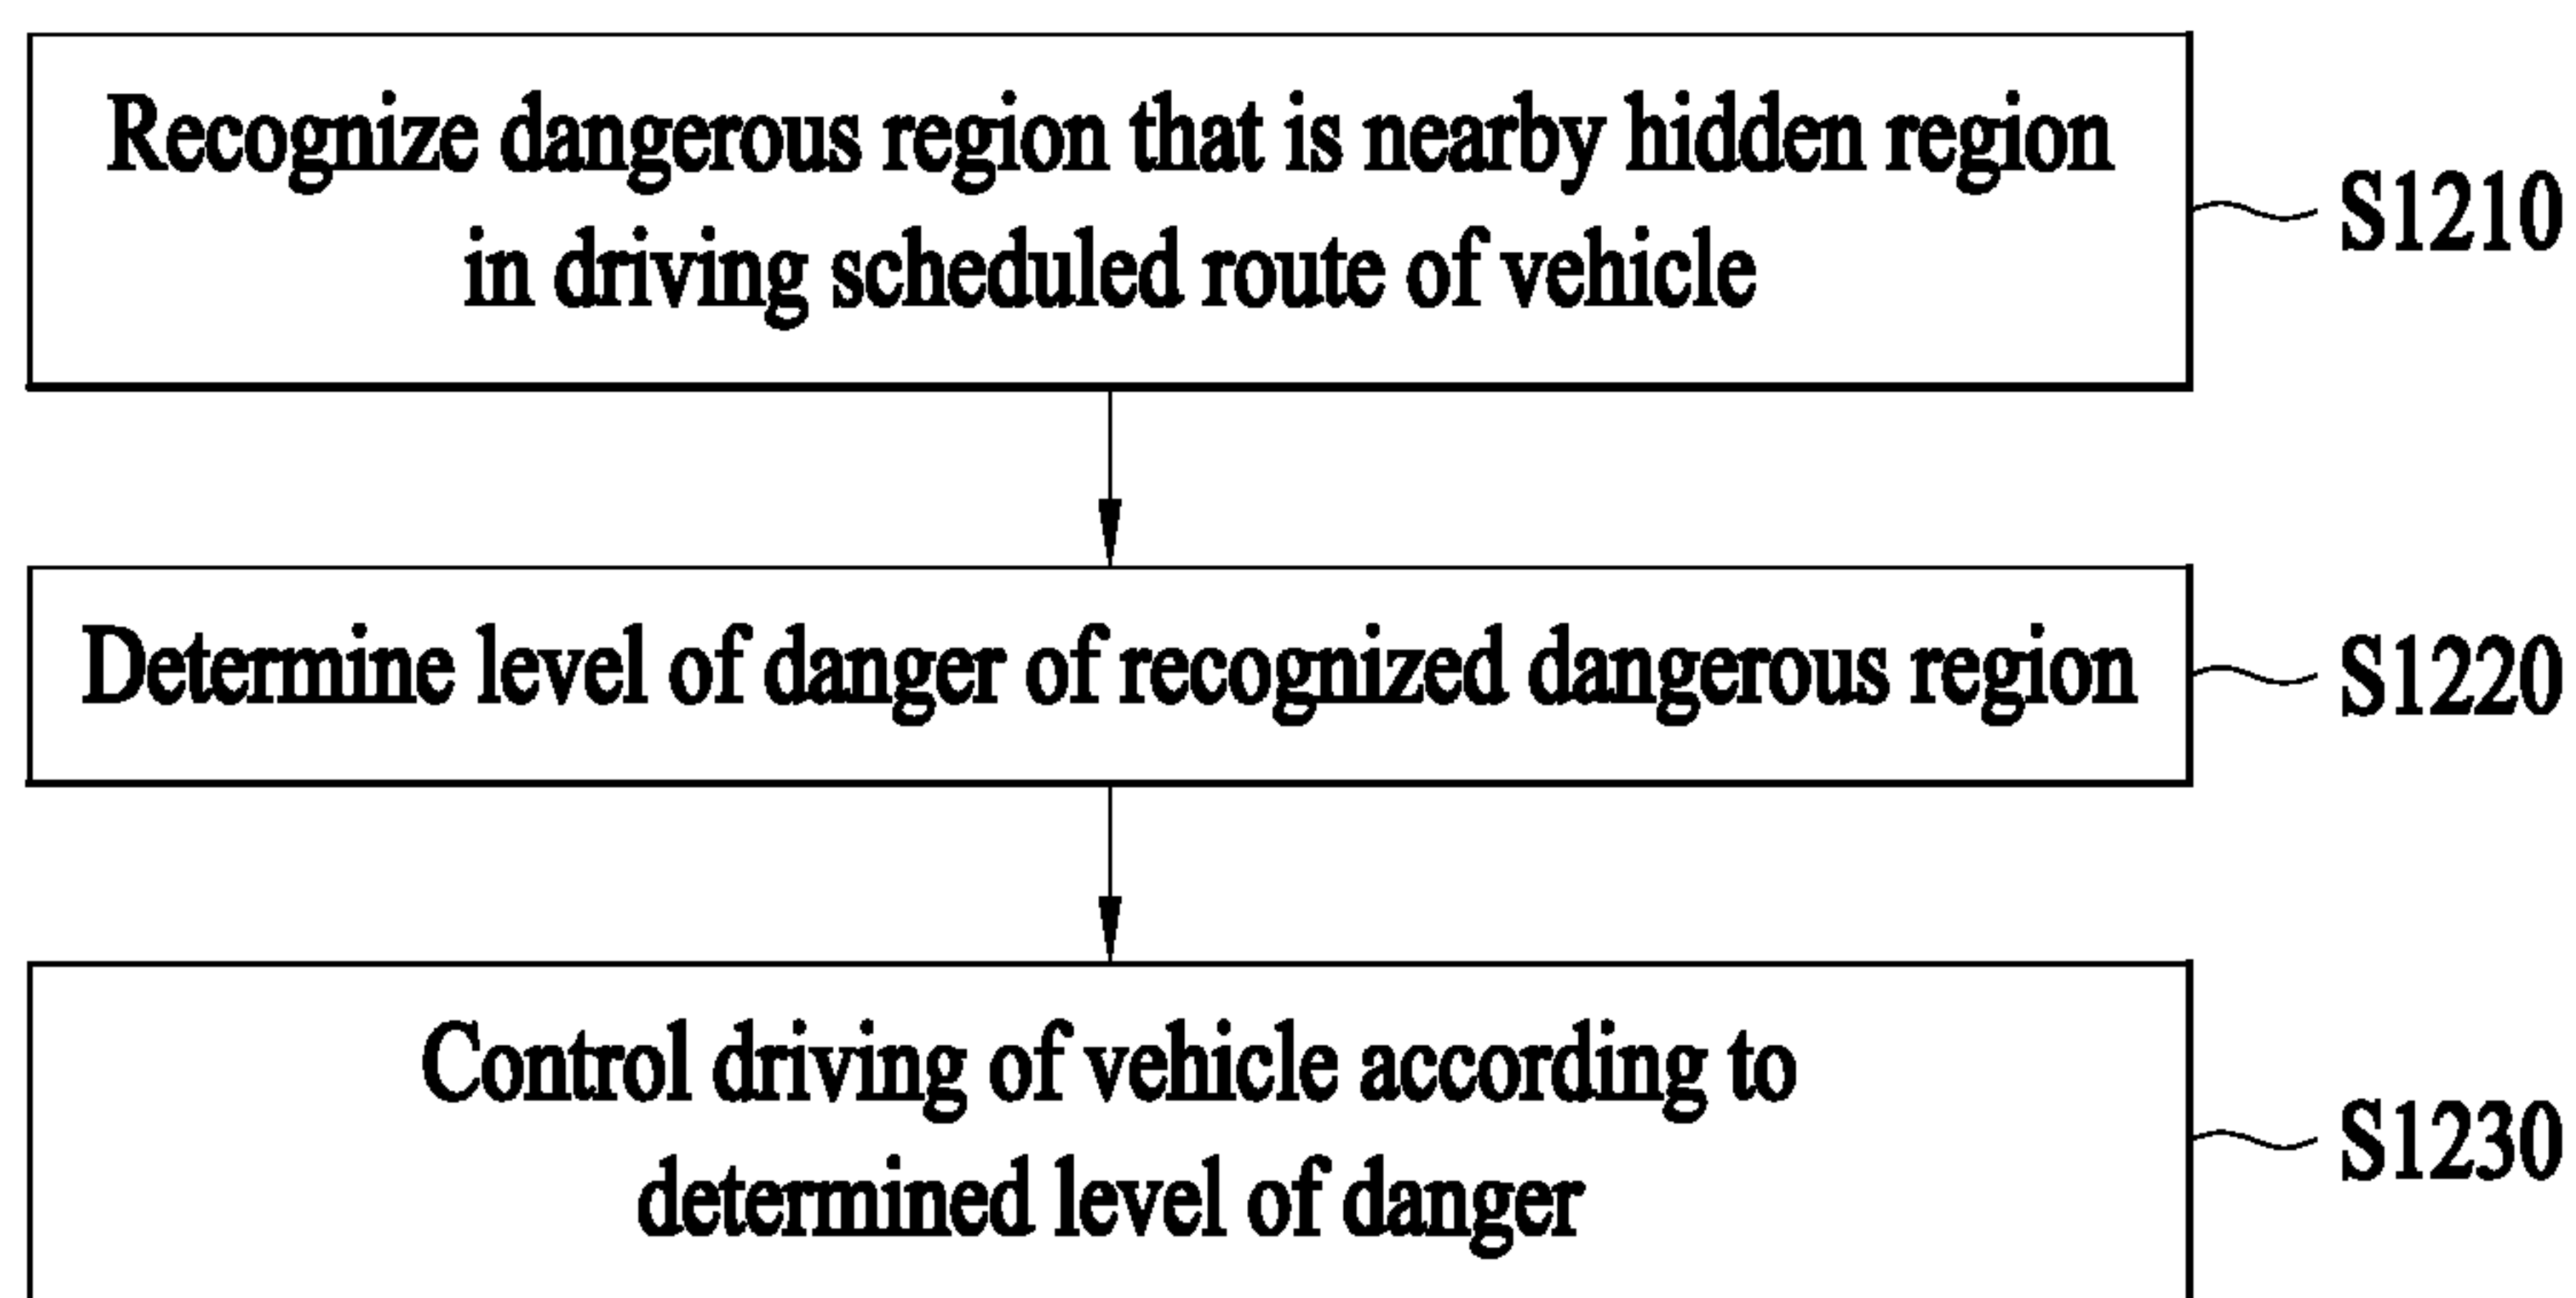 Recognize dangerous region that is nearby hidden region
in driving scheduled route of vehicle
S1210
Determine level of danger of recognized dangerous region
S1220
Control driving of vehicle according to
determined level of danger
S1230